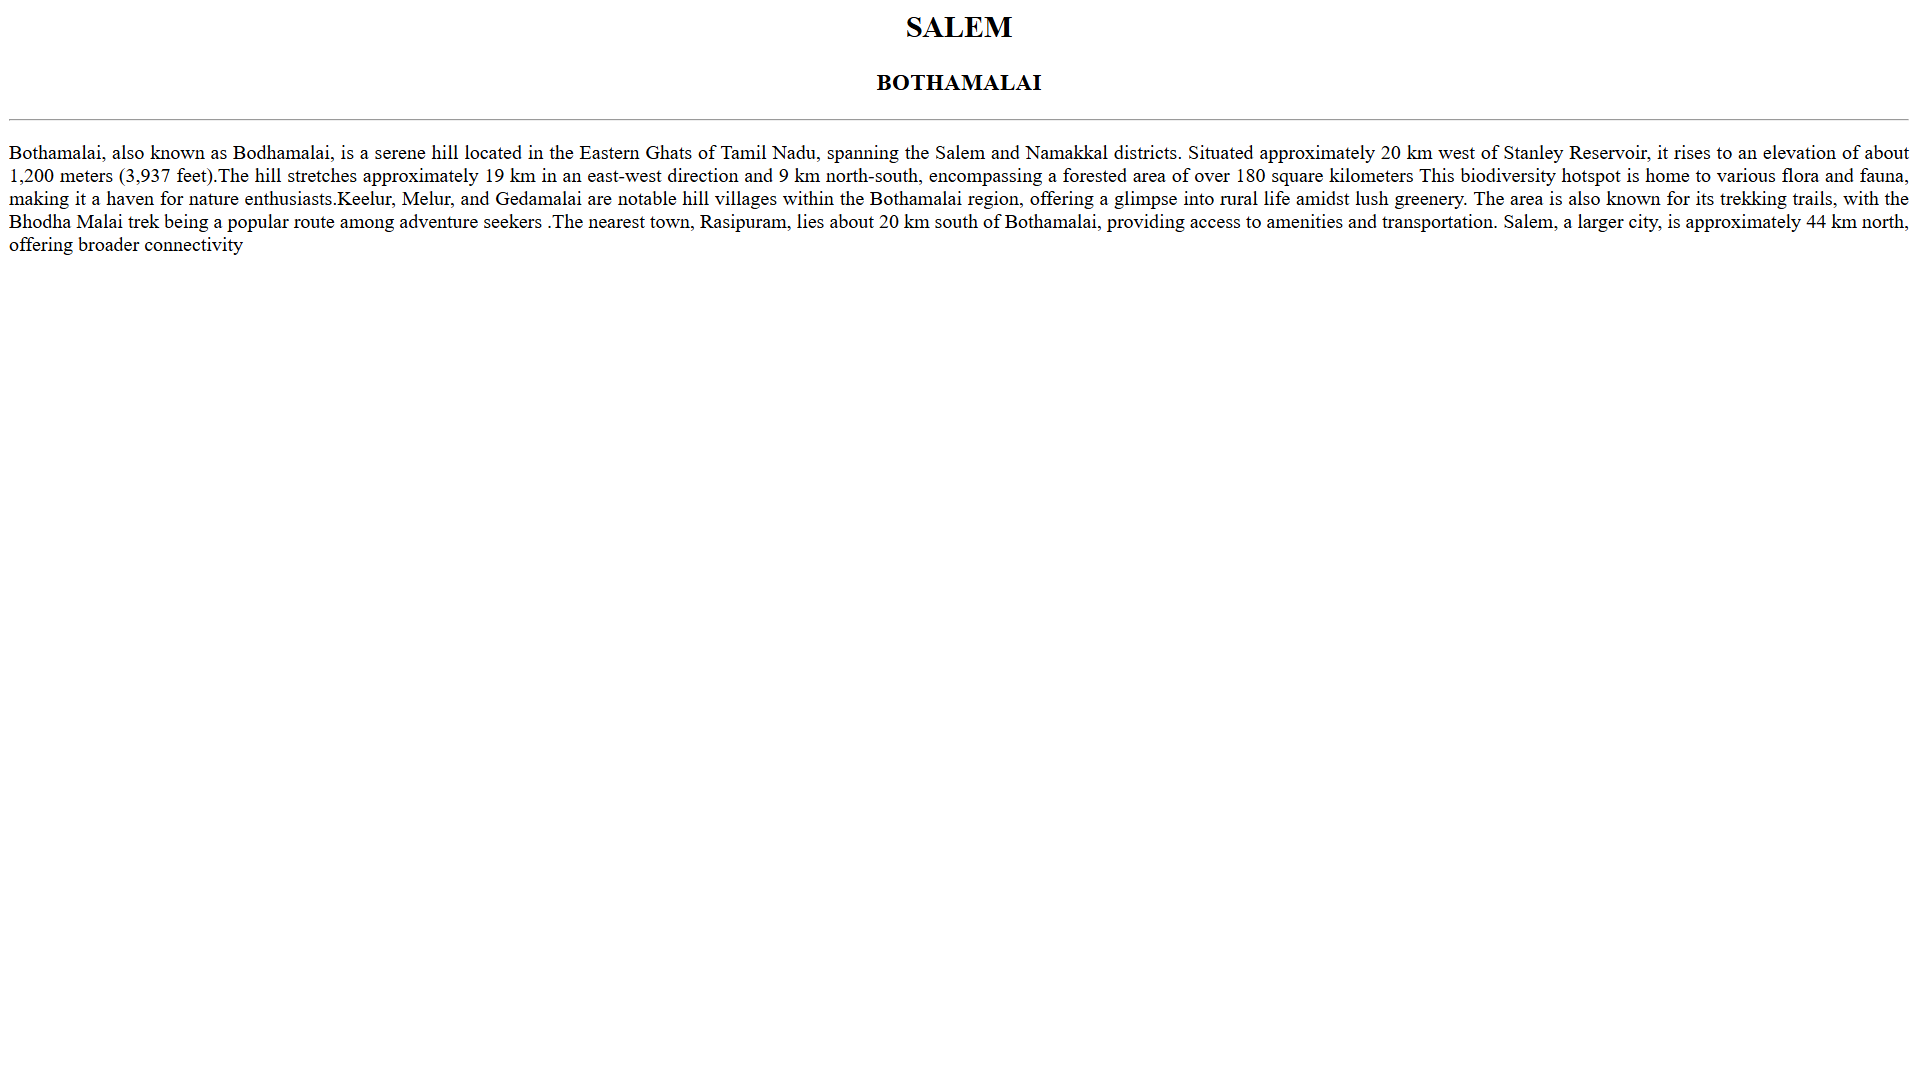 SALEM
BOTHAMALAI
Bothamalai, also known as Bodhamalai, is a serene hill located in the Eastern Ghats of Tamil Nadu, spanning the Salem and Namakkal districts. Situated approximately 20 km west of Stanley Reservoir, it rises to an elevation of about
1,200 meters (3,937 feet).The hill stretches approximately 19 km in an east-west direction and 9 km north-south, encompassing a forested area of over 180 square kilometers This biodiversity hotspot is home to various flora and fauna,
making it a haven for nature enthusiasts.Keelur, Melur, and Gedamalai are notable hill villages within the Bothamalai region, offering a glimpse into rural life amidst lush greenery. The area is also known for its trekking trails, with the
Bhodha Malai trek being a popular route among adventure seekers .The nearest town, Rasipuram, lies about 20 km south of Bothamalai, providing access to amenities and transportation. Salem, a larger city, is approximately 44 km north,
offering broader connectivity